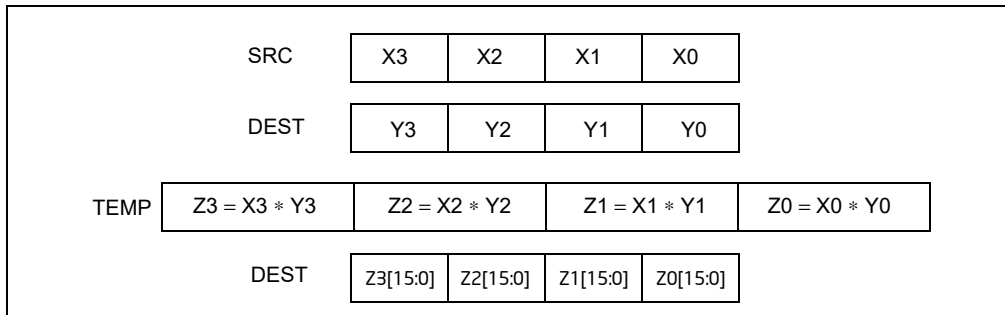 SRC X3 X2 X1 X0
DEST Y3 Y2 Y1 Y0
TEMP Z3 = X3 ∗ Y3 Z2 = X2 ∗ Y2 Z1 = X1 ∗ Y1 Z0 = X0 ∗ Y0
DEST Z3[15:0] Z2[15:0] Z1[15:0] Z0[15:0]